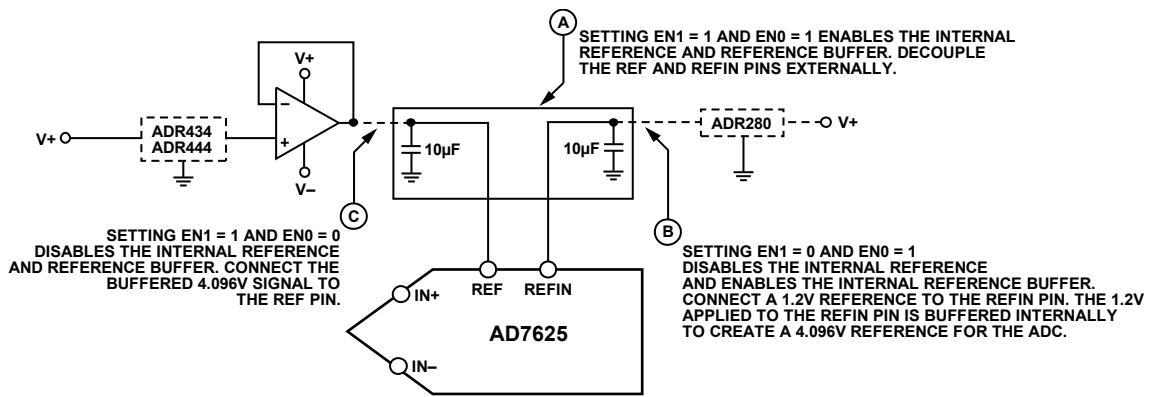 A
SETTING EN1 = 1 AND EN0 = 1 ENABLES THE INTERNAL
REFERENCE AND REFERENCE BUFFER. DECOUPLE
THE REF AND REFIN PINS EXTERNALLY.
V+
V+
ADR434
ADR444
–
+
V–
10µF
10µF
ADR280
V+
C
B
SETTING EN1 = 1 AND EN0 = 0
DISABLES THE INTERNAL REFERENCE
AND REFERENCE BUFFER. CONNECT THE
BUFFERED 4.096V SIGNAL TO
THE REF PIN.
SETTING EN1 = 0 AND EN0 = 1
DISABLES THE INTERNAL REFERENCE
AND ENABLES THE INTERNAL REFERENCE BUFFER.
CONNECT A 1.2V REFERENCE TO THE REFIN PIN. THE 1.2V
APPLIED TO THE REFIN PIN IS BUFFERED INTERNALLY
TO CREATE A 4.096V REFERENCE FOR THE ADC.
REF
REFIN
IN+
AD7625
IN–